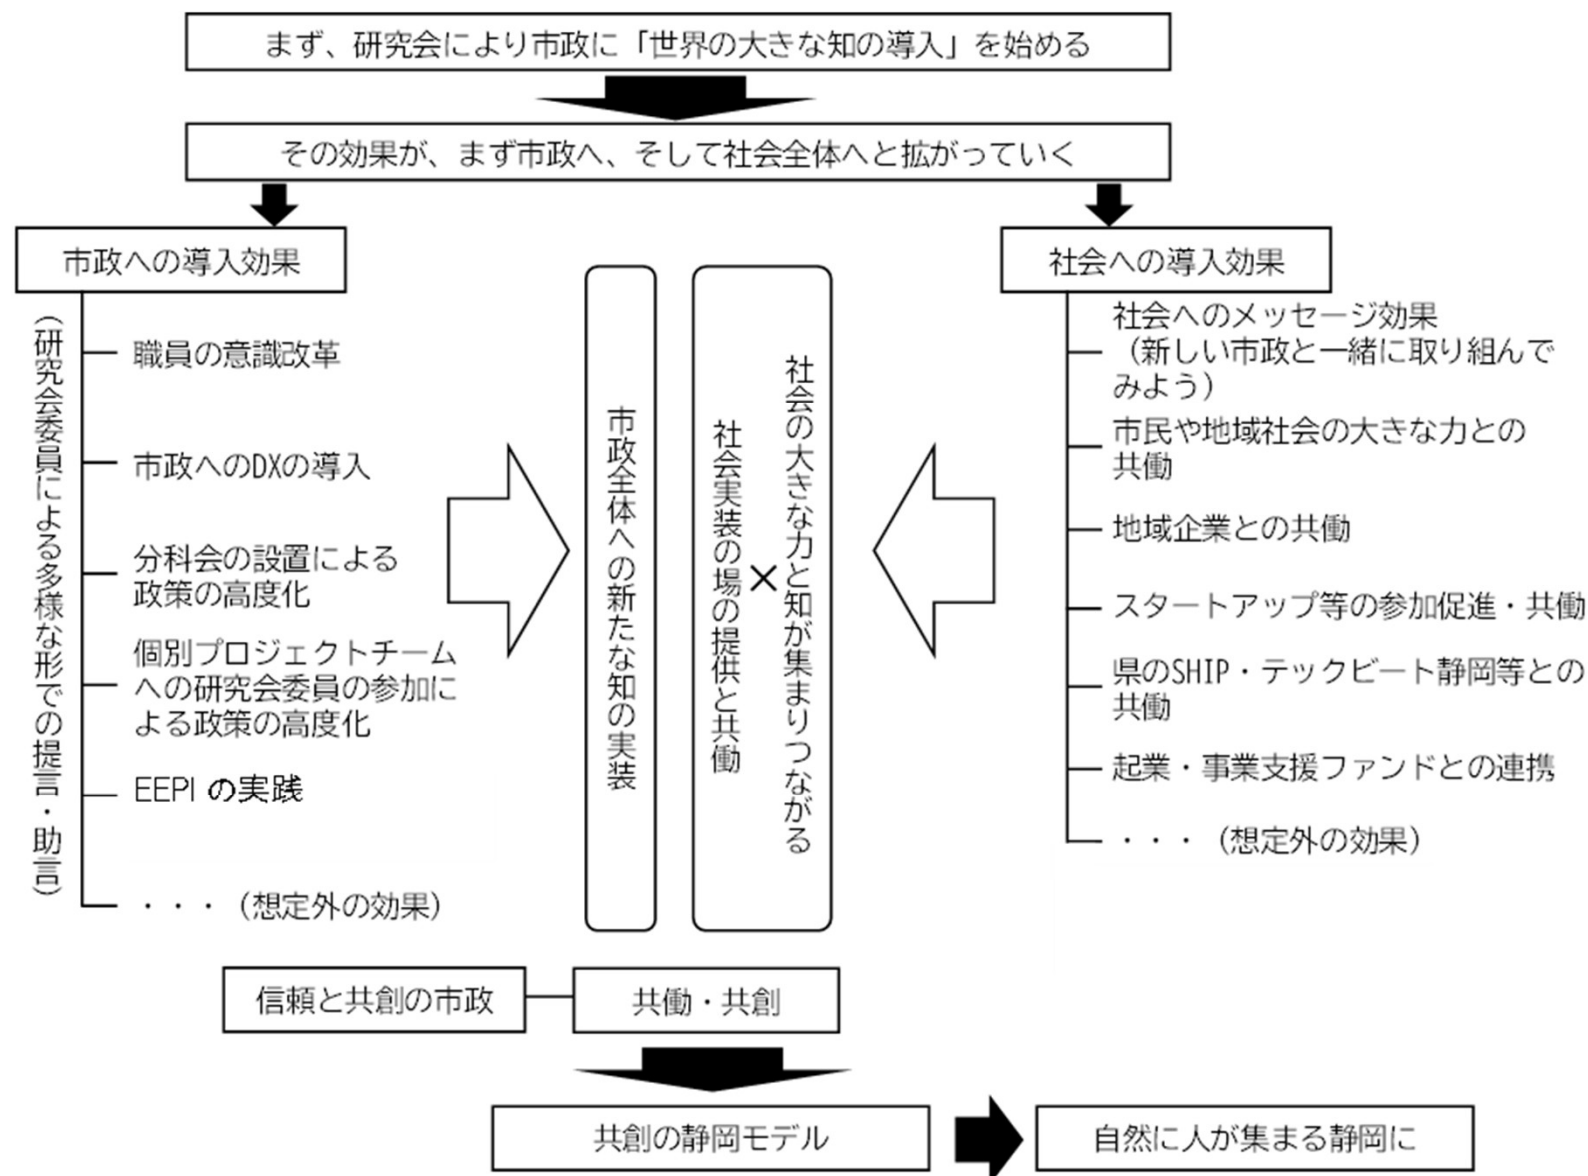 まず、研究会により市政に「世界の大きな知の導入」を始める
その効果が、まず市政へ、そして社会全体へと拡がっていく
市政への導入効果
（研究会委員による多様な形での提言・助言）
職員の意識改革
市政へのDXの導入
分科会の設置による
政策の高度化
個別プロジェクトチーム
への研究会委員の参加に
よる政策の高度化
EEPI の実践
・・・（想定外の効果）
市政全体への新たな知の実装
社会の大きな力と知が集まりつながる
×
社会実装の場の提供と共働
社会への導入効果
社会へのメッセージ効果
（新しい市政と一緒に取り組んで
みよう）
市民や地域社会の大きな力との
共働
地域企業との共働
スタートアップ等の参加促進・共働
県のSHIP・テックビート静岡等との
共働
起業・事業支援ファンドとの連携
・・・（想定外の効果）
信頼と共創の市政
共働・共創
共創の静岡モデル
自然に人が集まる静岡に